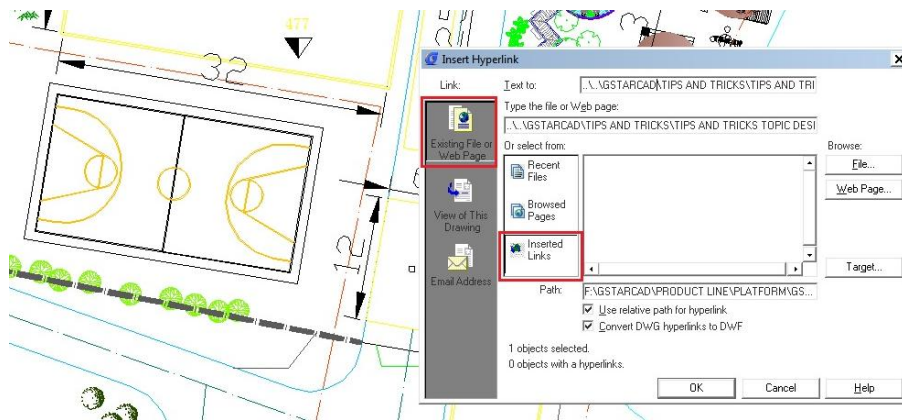 477
32
12
Insert Hyperlink
Link:
Text to:
..\..\GSTARCAD\TIPS AND TRICKS\TIPS AND TRI
Type the file or Web page:
..\..\GSTARCAD\TIPS AND TRICKS\TIPS AND TRICKS TOPIC DESI
Existing File or
Web Page
Or select from:
Browse:
Recent
Files
File...
Web Page...
Browsed
Pages
View of This
Drawing
Inserted
Links
Target...
Email Address
Path:
F:\GSTARCAD\PRODUCT LINE\PLATFORM\GS...
Use relative path for hyperlink
Convert DWG hyperlinks to DWF
1 objects selected.
0 objects with a hyperlinks.
OK
Cancel
Help